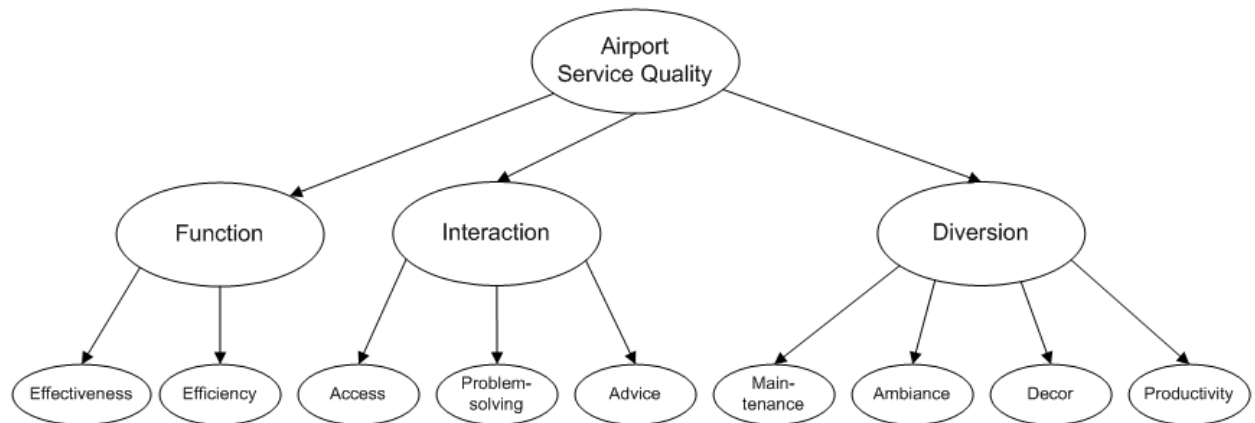 Airport
Service Quality
Function
Interaction
Diversion
Effectiveness
Efficiency
Access
Problem-
solving
Advice
Main-
tenance
Ambiance
Decor
Productivity